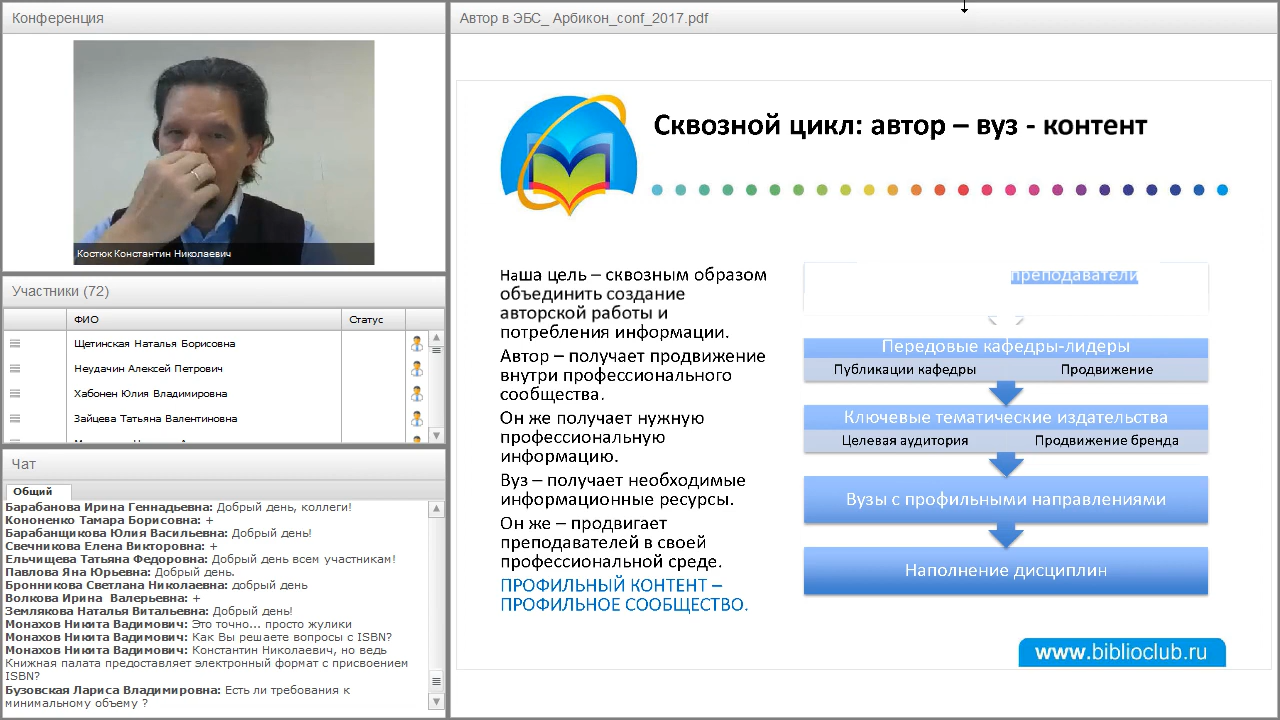 Конференция
Костюк Константин Николаевич
Участники (72)
ФИО
Статус
Щетинская Наталья Борисовна
Неудачин Алексей Петрович
Хабонен Юлия Владимировна
Зайцева Татьяна Валентиновна
Чат
Общий
Барабанова Ирина Геннадьевна: Добрый день, коллеги!
Кононенко Тамара Борисовна: +
Барабанщикова Юлия Васильевна: Добрый день!
Свечникова Елена Викторовна: +
Ельчищева Татьяна Федоровна: Добрый день всем участникам!
Павлова Яна Юрьевна: Добрый день.
Бронникова Светлана Николаевна: добрый день
Волкова Ирина Валерьевна: +
Землякова Наталья Витальевна: Добрый день!
Монахов Никита Вадимович: Это точно... просто жулики
Монахов Никита Вадимович: Как Вы решаете вопросы с ISBN?
Монахов Никита Вадимович: Константин Николаевич, но ведь
Книжная палата предоставляет электронный формат с присвоением
ISBN?
Бузовская Лариса Владимировна: Есть ли требования к
минимальному объему ?
Автор в ЭБС_ Арбикон_conf_2017.pdf
Сквозной цикл: автор – вуз - контент
Наша цель – сквозным образом
объединить создание
авторской работы и
потребления информации.
Автор – получает продвижение
внутри профессионального
сообщества.
Он же получает нужную
профессиональную
информацию.
Вуз – получает необходимые
информационные ресурсы.
Он же – продвигает
преподавателей в своей
профессиональной среде.
ПРОФИЛЬНЫЙ КОНТЕНТ –
ПРОФИЛЬНОЕ СООБЩЕСТВО.
преподаватели
Передовые кафедры-лидеры
Публикации кафедры
Продвижение
Ключевые тематические издательства
Целевая аудитория
Продвижение бренда
Вузы с профильными направлениями
Наполнение дисциплин
www.biblioclub.ru